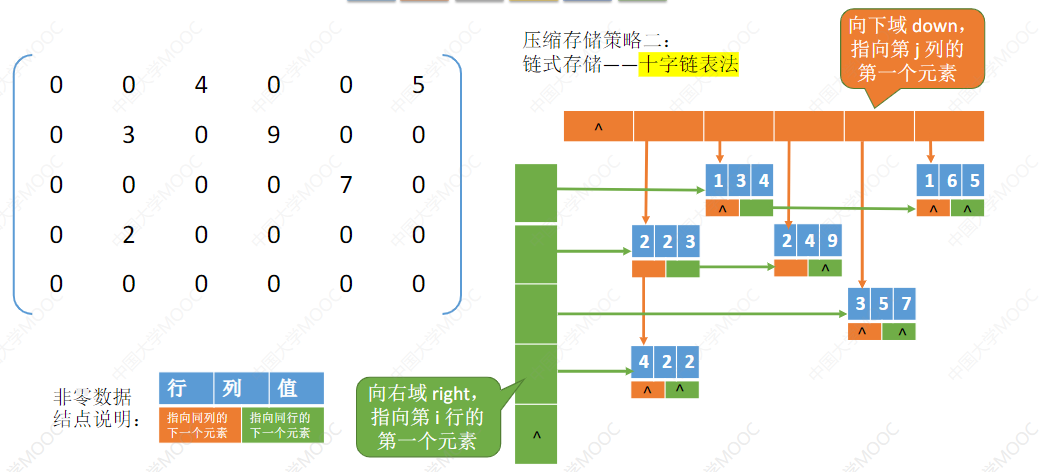 压缩存储策略二：
链式存储——十字链表法
向下域 down，
指向第 j 列的
第一个元素
0 0 4 0 0 5
0 3 0 9 0 0
0 0 0 0 7 0
0 2 0 0 0 0
0 0 0 0 0 0
^
1 3 4
^
1 6 5
^ ^
2 2 3
2 4 9
^
3 5 7
^ ^
4 2 2
^ ^
^
非零数据
结点说明：
行 列 值
指向同列的
下一个元素
指向同行的
下一个元素
向右域 right，
指向第 i 行的
第一个元素
中国大学MOOC